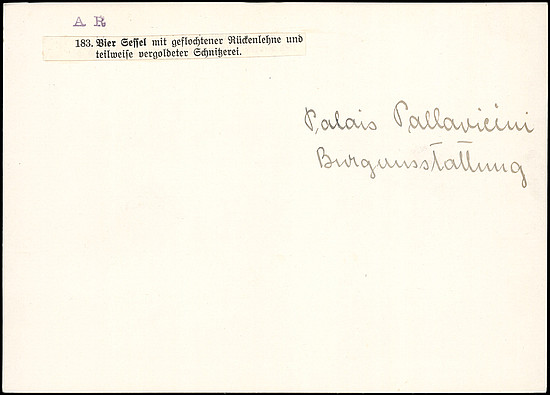 A R
183. Vier Sessel mit geflochtener Rückenlehne und
teilweise vergoldeter Schnitzerei.
Palais Pallavicini
Burgausstattung